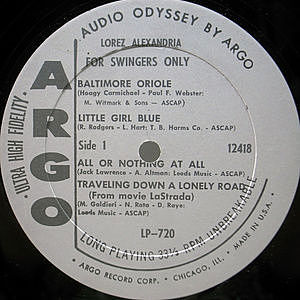 AUDIO ODYSSEY BY ARGO
LOREZ ALEXANDRIA
FOR SWINGERS ONLY
BALTIMORE ORIOLE
(Hoagy Carmichael - Paul F. Webster:
M. Witmark & Sons — ASCAP)
LITTLE GIRL BLUE
(R. Rodgers - L. Hart: T. B. Harms Co. - ASCAP)
Side 1
12418
ALL OR NOTHING AT ALL
(Jack Lawrence - A. Altman: Leeds Music - ASCAP)
TRAVELING DOWN A LONELY ROAD
(From movie LaStrada)
(M. Goldieri - N. Rota - D. Raye:
Leeds Music - ASCAP)
LP-720
LONG PLAYING 33⅓ RPM UNBREAKABLE
ARGO RECORD CORP. - CHICAGO, ILL. • MADE IN U.S.A.
ARGO
ULTRA HIGH FIDELITY